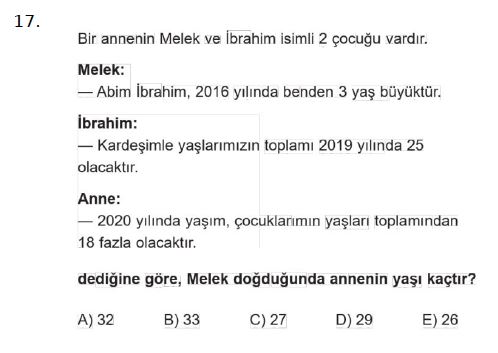 17.
Bir annenin Melek ve İbrahim isimli 2 çocuğu vardır.
Melek:
— Abim İbrahim, 2016 yılında benden 3 yaş büyüktür.
İbrahim:
— Kardeşimle yaşlarımızın toplamı 2019 yılında 25
olacaktır.
Anne:
— 2020 yılında yaşım, çocuklarımın yaşları toplamından
18 fazla olacaktır.
dediğine göre, Melek doğduğunda annenin yaşı kaçtır?
A) 32 B) 33 C) 27 D) 29 E) 26